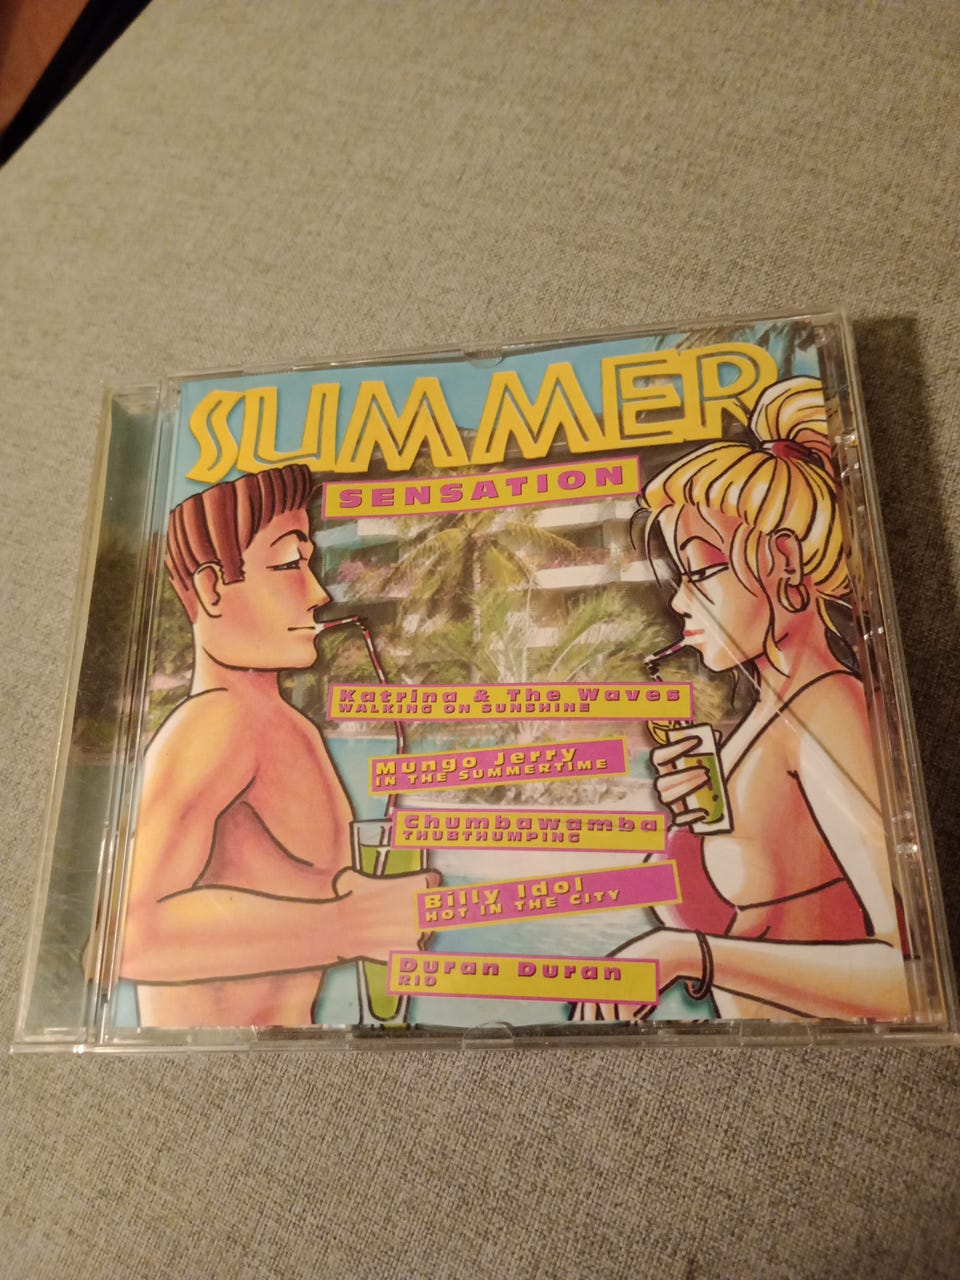 SUMMER
SENSATION
Katrina & The Waves
WALKING ON SUNSHINE
Mungo Jerry
IN THE SUMMERTIME
Chumbawamba
THUBTHUMPING
Billy Idol
HOT IN THE CITY
Duran Duran
RIO